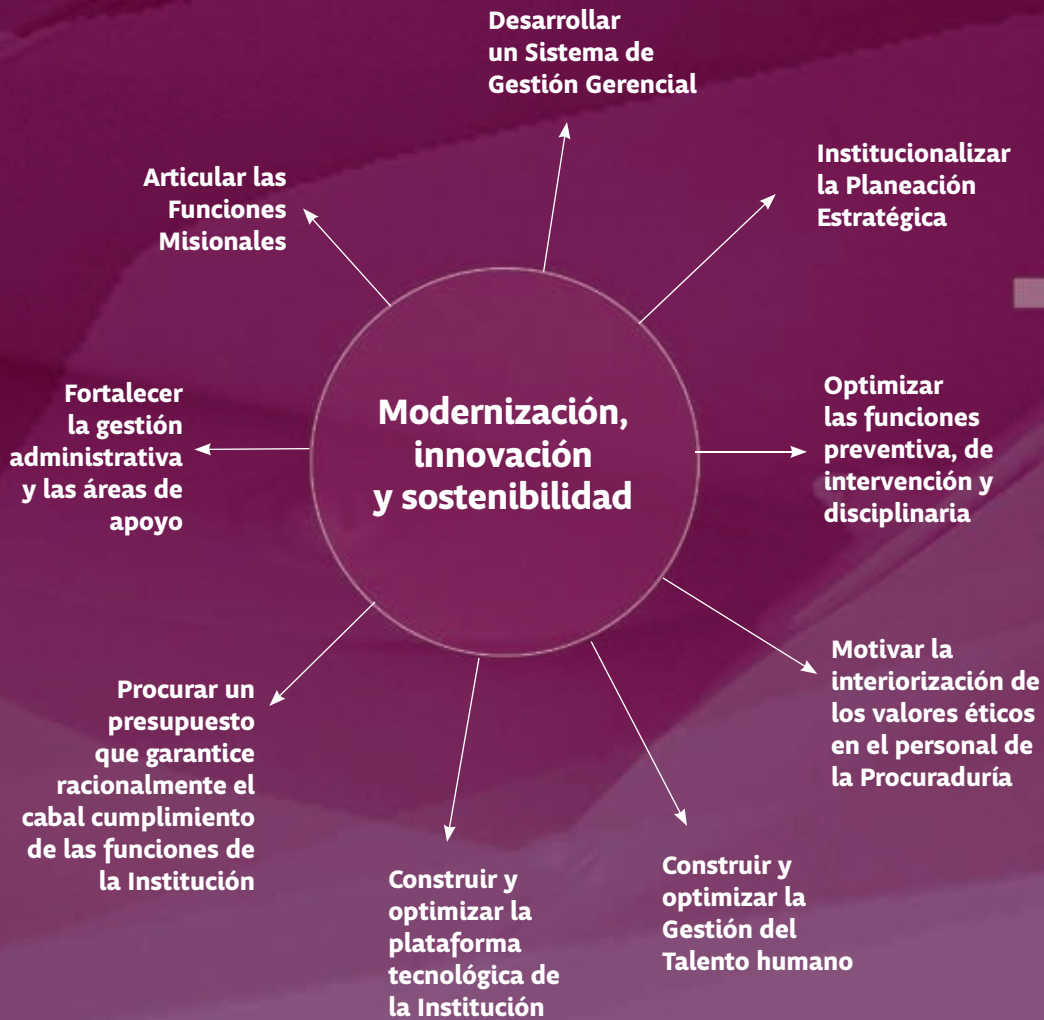 Desarrollar
un Sistema de
Gestión Gerencial
Institucionalizar
la Planeación
Estratégica
Articular las
Funciones
Misionales
Modernización,
innovación
y sostenibilidad
Optimizar
las funciones
preventiva, de
intervención y
disciplinaria
Fortalecer
la gestión
administrativa
y las áreas de
apoyo
Motivar la
interiorización de
los valores éticos
en el personal de
la Procuraduría
Procurar un
presupuesto
que garantice
racionalmente el
cabal cumplimiento
de las funciones de
la Institución
Construir y
optimizar la
plataforma
tecnológica de
la Institución
Construir y
optimizar la
Gestión del
Talento humano